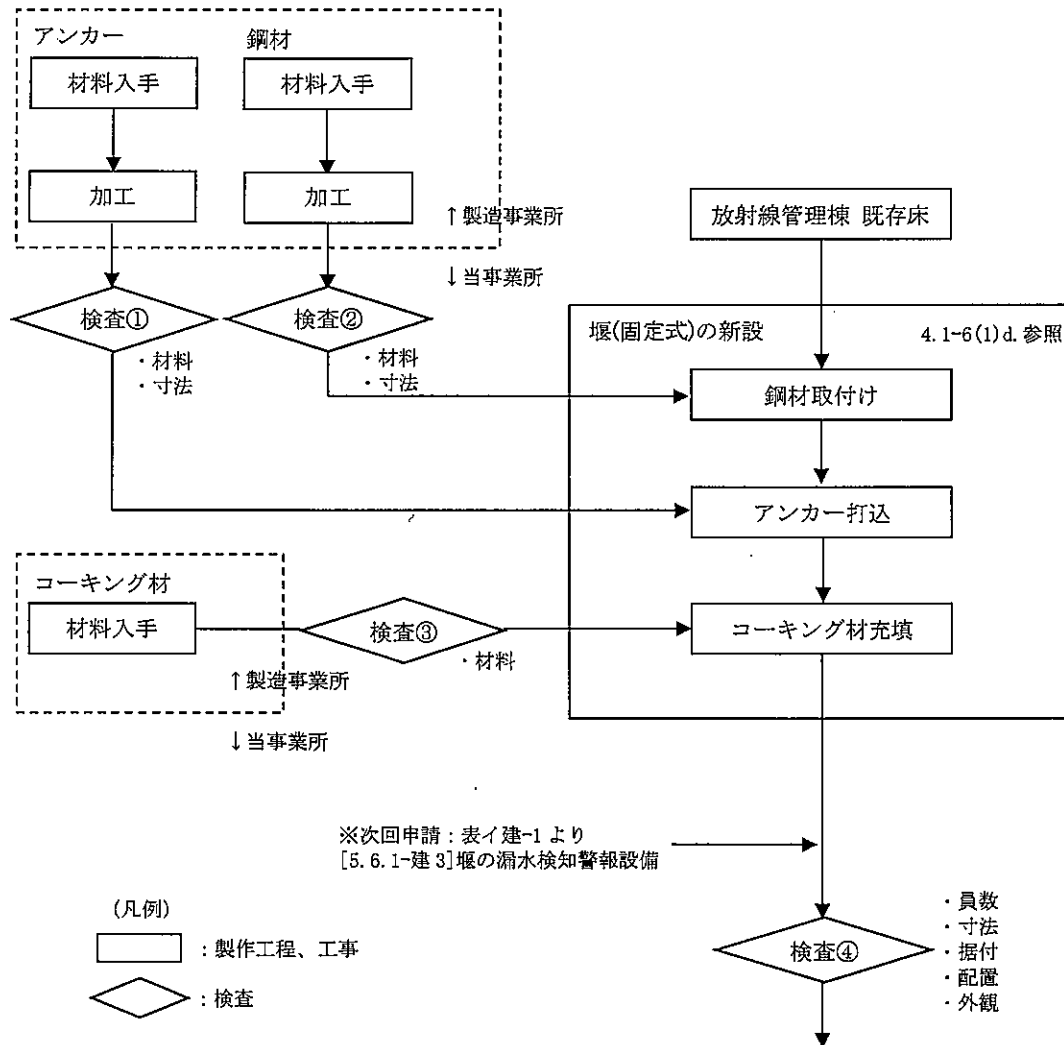 アンカー
鋼材
材料入手
材料入手
加工
加工
↑製造事業所
↓当事業所
放射線管理棟 既存床
検査①
・材料
・寸法
検査②
・材料
・寸法
堰(固定式)の新設
4.1-6(1)d.参照
鋼材取付け
アンカー打込
コーキング材
材料入手
検査③
・材料
コーキング材充填
↑製造事業所
↓当事業所
※次回申請：表イ建-1 より
[5.6.1-建3]堰の漏水検知警報設備
検査④
・員数
・寸法
・据付
・配置
・外観
(凡例)
：製作工程、工事
：検査